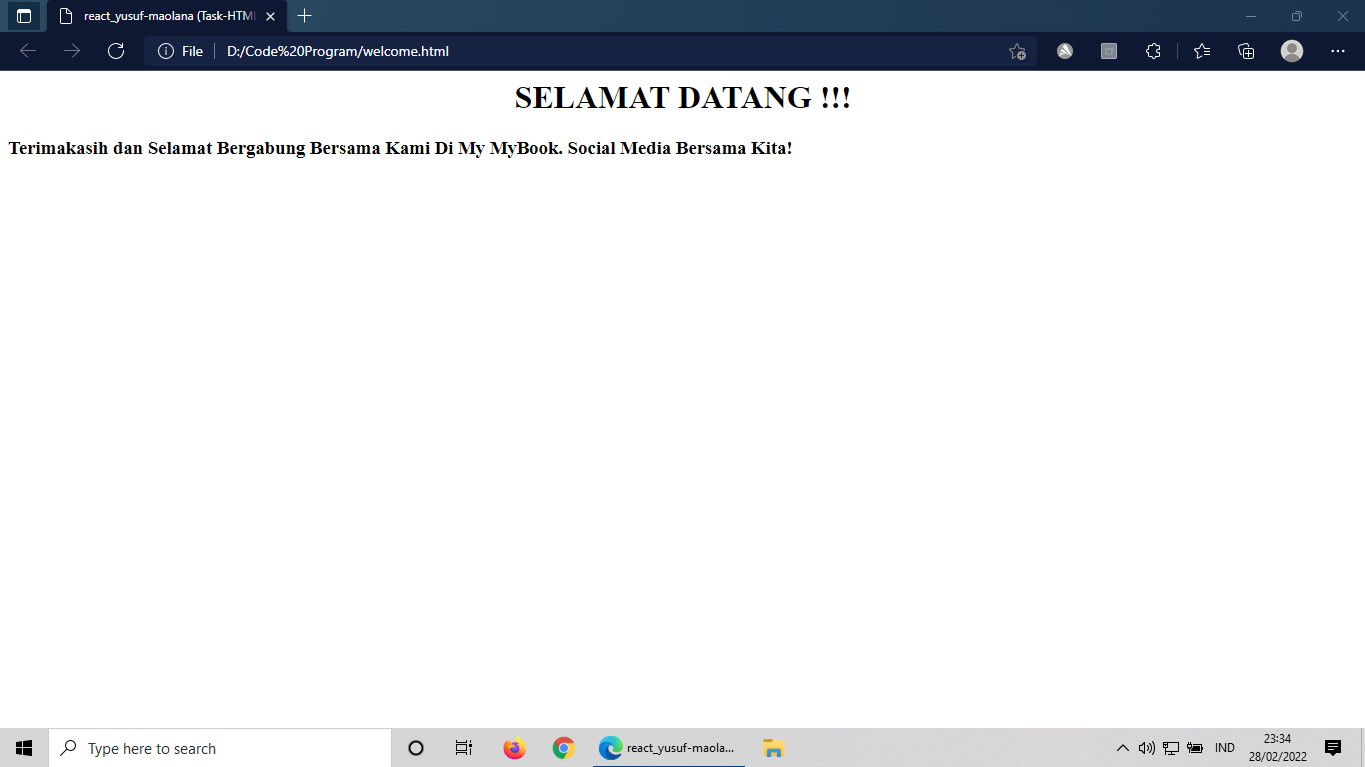 react_yusuf-maolana (Task-HTML
File
D:/Code%20Program/welcome.html
SELAMAT DATANG !!!
Terimakasih dan Selamat Bergabung Bersama Kami Di My MyBook. Social Media Bersama Kita!
Type here to search
react_yusuf-maola...
IND
23:34
28/02/2022